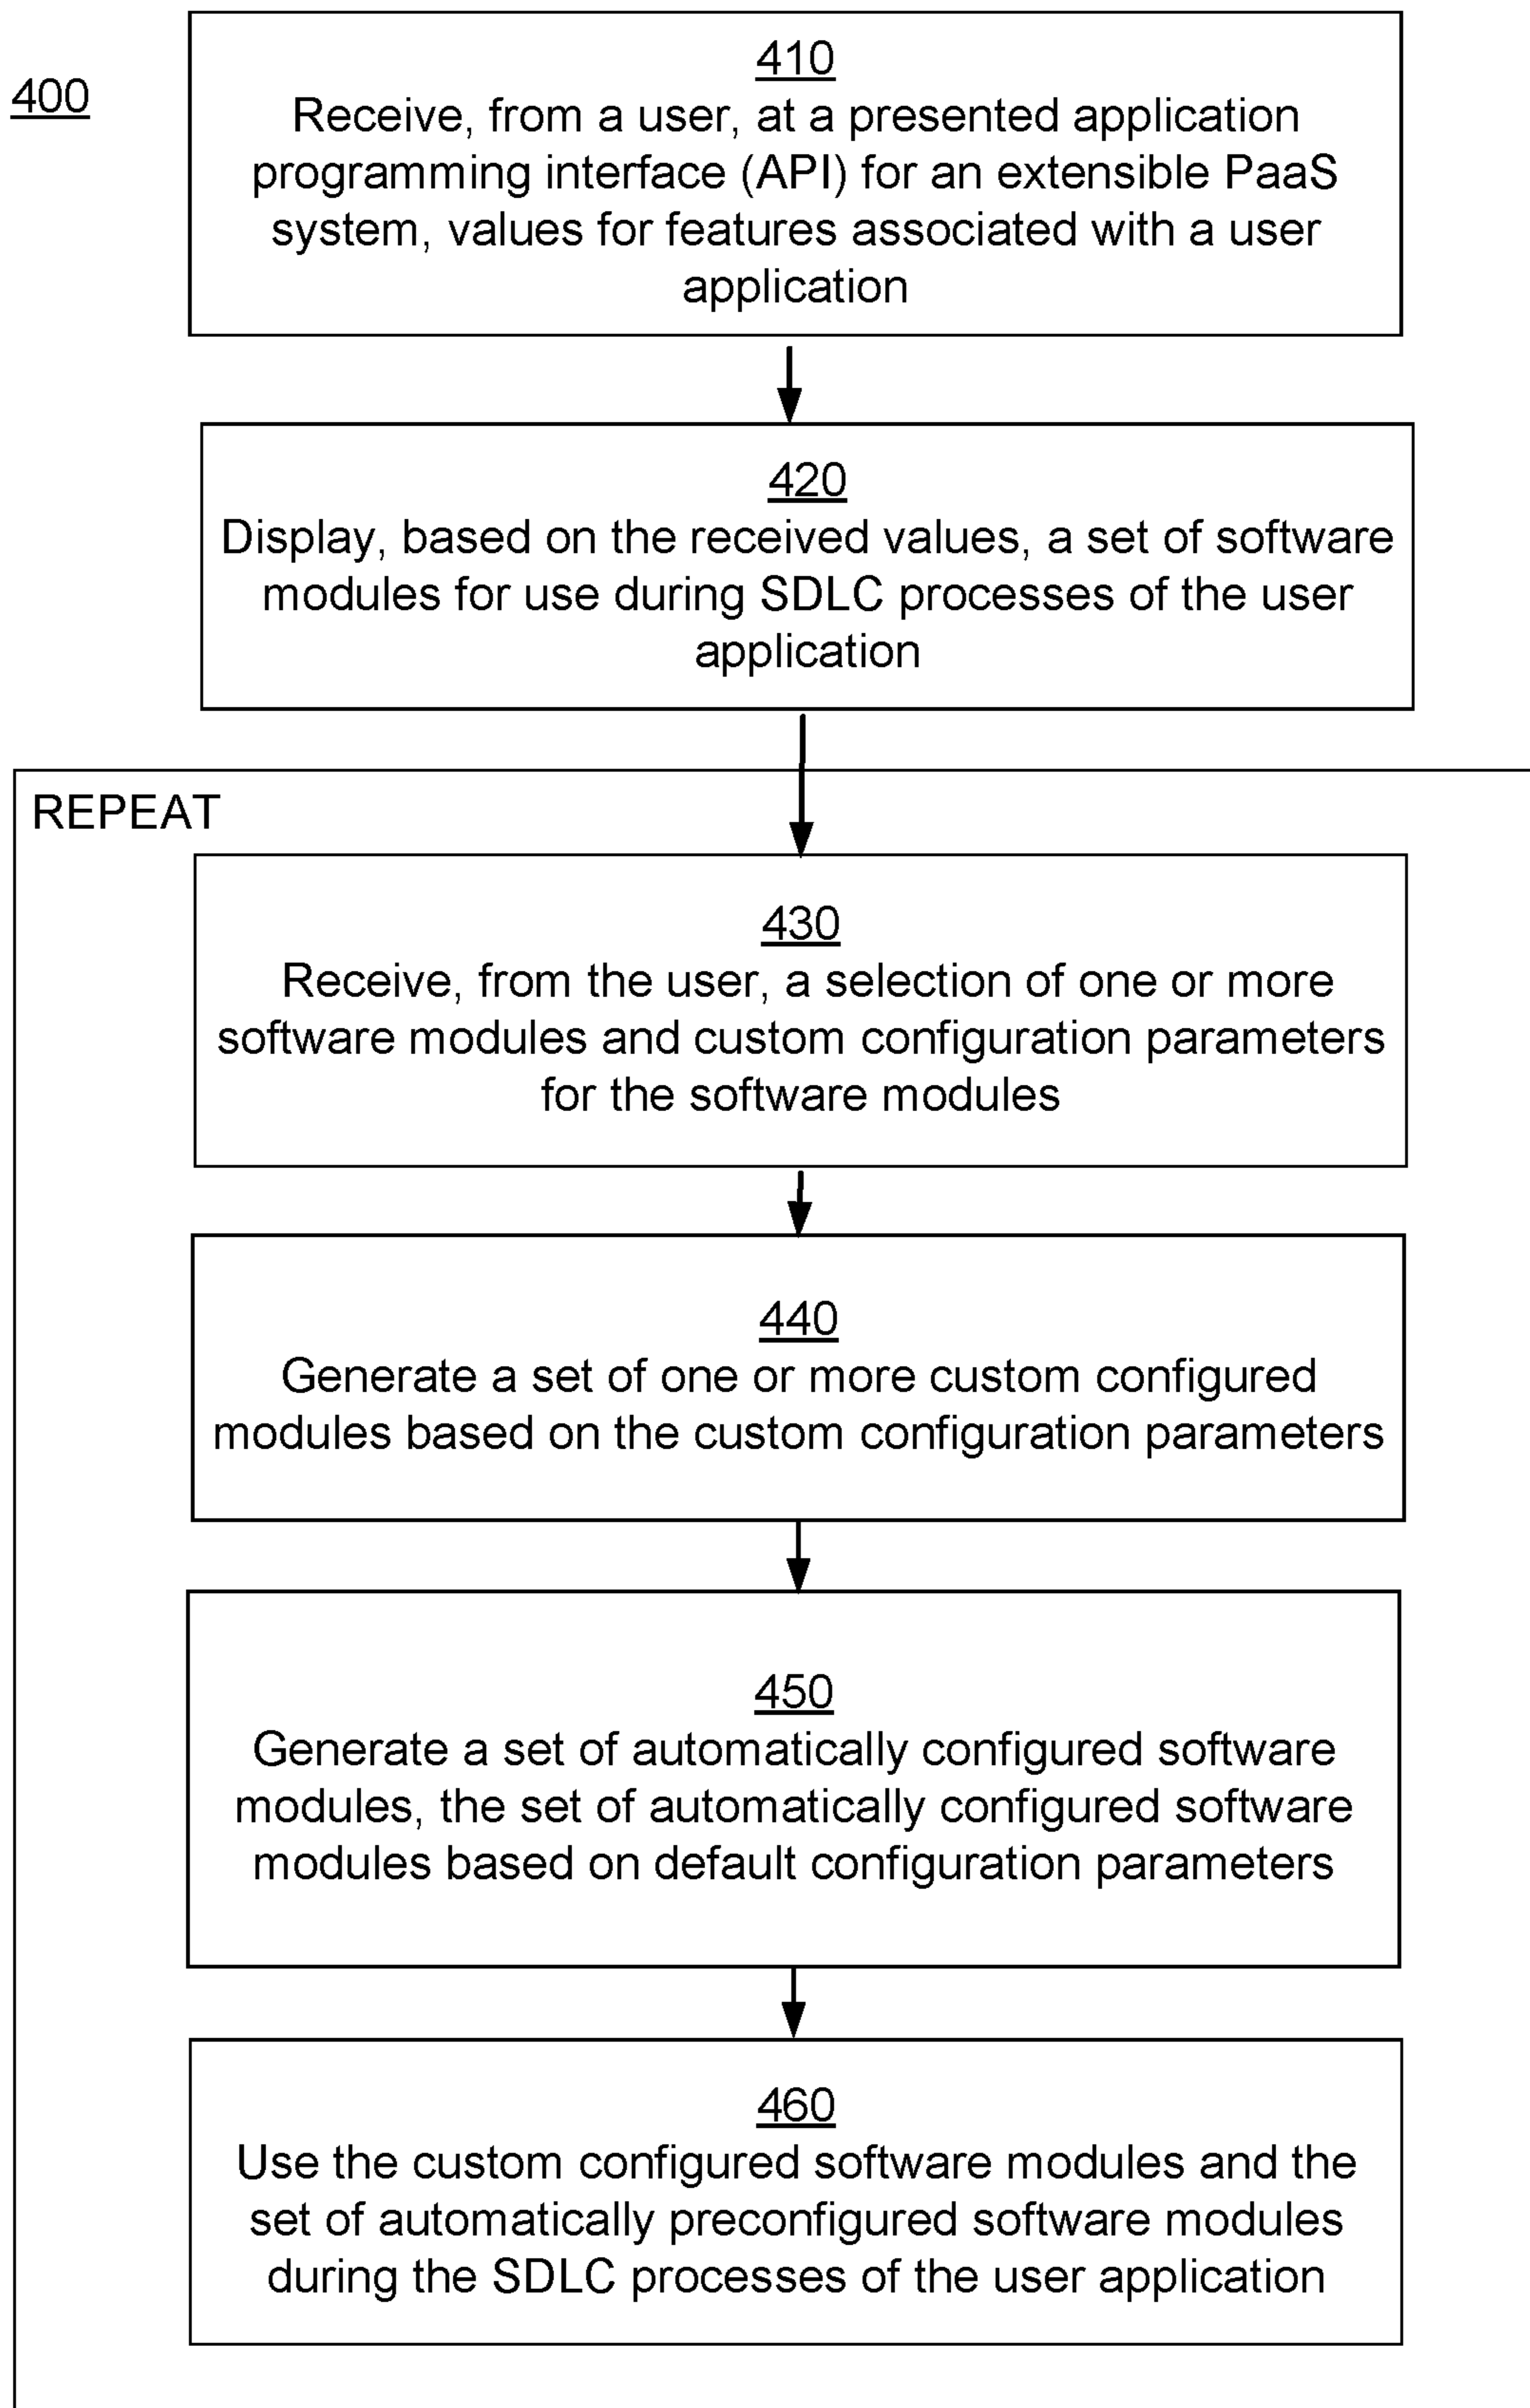 400
410
Receive, from a user, at a presented application
programming interface (API) for an extensible PaaS
system, values for features associated with a user
application
420
Display, based on the received values, a set of software
modules for use during SDLC processes of the user
application
REPEAT
430
Receive, from the user, a selection of one or more
software modules and custom configuration parameters
for the software modules
440
Generate a set of one or more custom configured
modules based on the custom configuration parameters
450
Generate a set of automatically configured software
modules, the set of automatically configured software
modules based on default configuration parameters
460
Use the custom configured software modules and the
set of automatically preconfigured software modules
during the SDLC processes of the user application